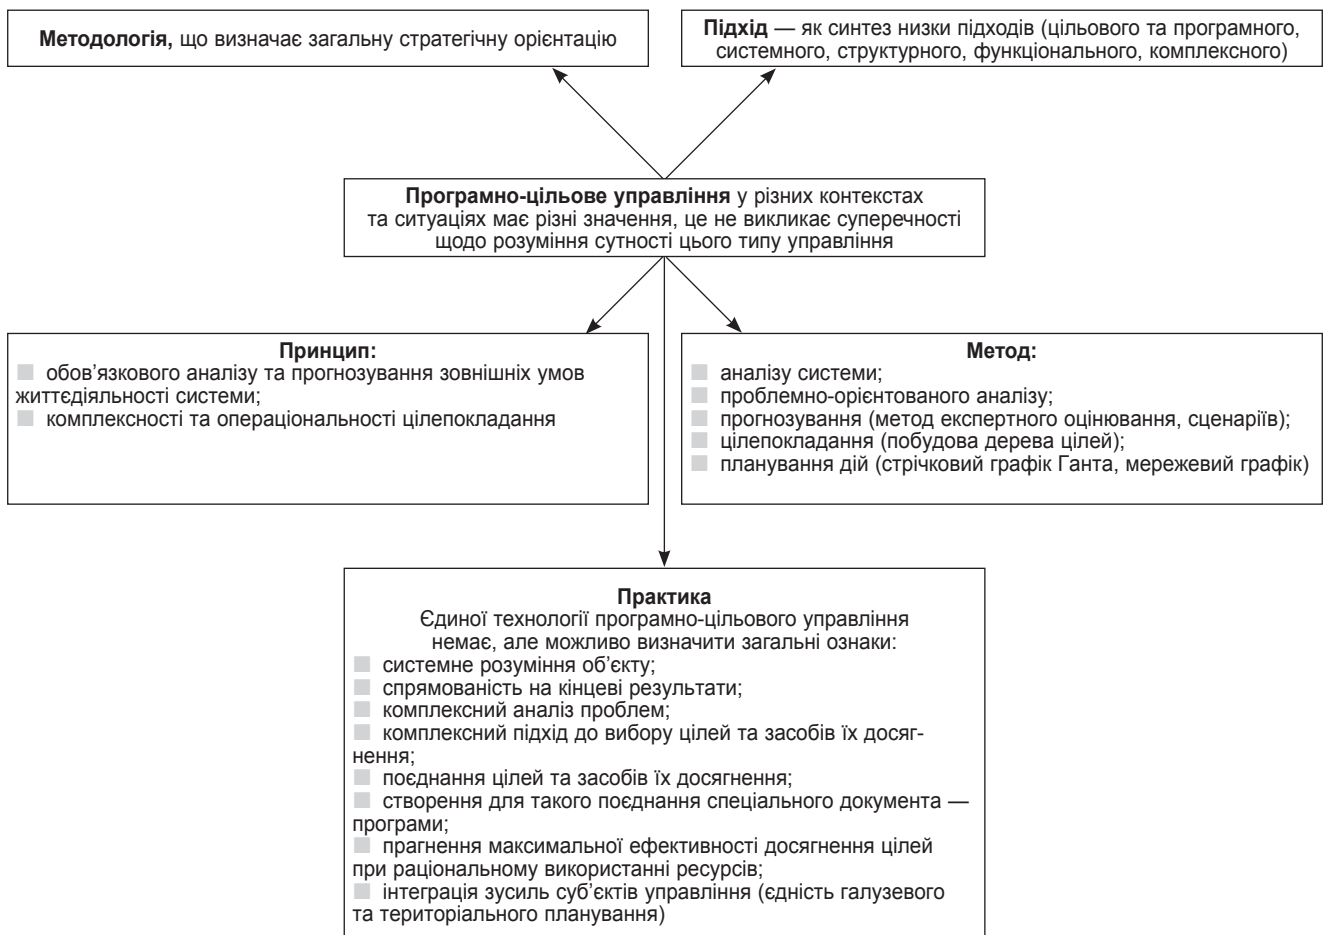 Методологія, що визначає загальну стратегічну орієнтацію
Підхід — як синтез низки підходів (цільового та програмного,
системного, структурного, функціонального, комплексного)
Програмно-цільове управління у різних контекстах
та ситуаціях має різні значення, це не викликає суперечності
щодо розуміння сутності цього типу управління
Принцип:
■ обов’язкового аналізу та прогнозування зовнішніх умов
життєдіяльності системи;
■ комплексності та операціональності цілепокладання
Метод:
■ аналізу системи;
■ проблемно-орієнтованого аналізу;
■ прогнозування (метод експертного оцінювання, сценаріїв);
■ цілепокладання (побудова дерева цілей);
■ планування дій (стрічковий графік Ганта, мережевий графік)
Практика
Єдиної технології програмно-цільового управління
немає, але можливо визначити загальні ознаки:
■ системне розуміння об’єкту;
■ спрямованість на кінцеві результати;
■ комплексний аналіз проблем;
■ комплексний підхід до вибору цілей та засобів їх досяг-
нення;
■ поєднання цілей та засобів їх досягнення;
■ створення для такого поєднання спеціального документа —
програми;
■ прагнення максимальної ефективності досягнення цілей
при раціональному використанні ресурсів;
■ інтеграція зусиль суб’єктів управління (єдність галузевого
та територіального планування)